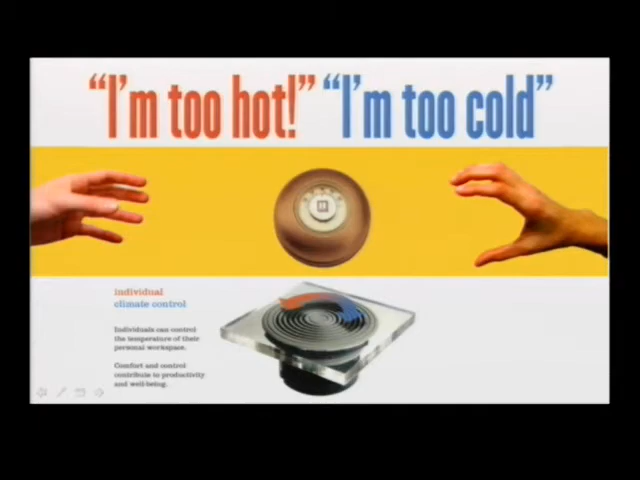 “I'm too hot!” “I'm too cold”
individual
climate control
Individuals can control
the temperature of their
personal workspace.
Comfort and control
contribute to productivity
and well-being.